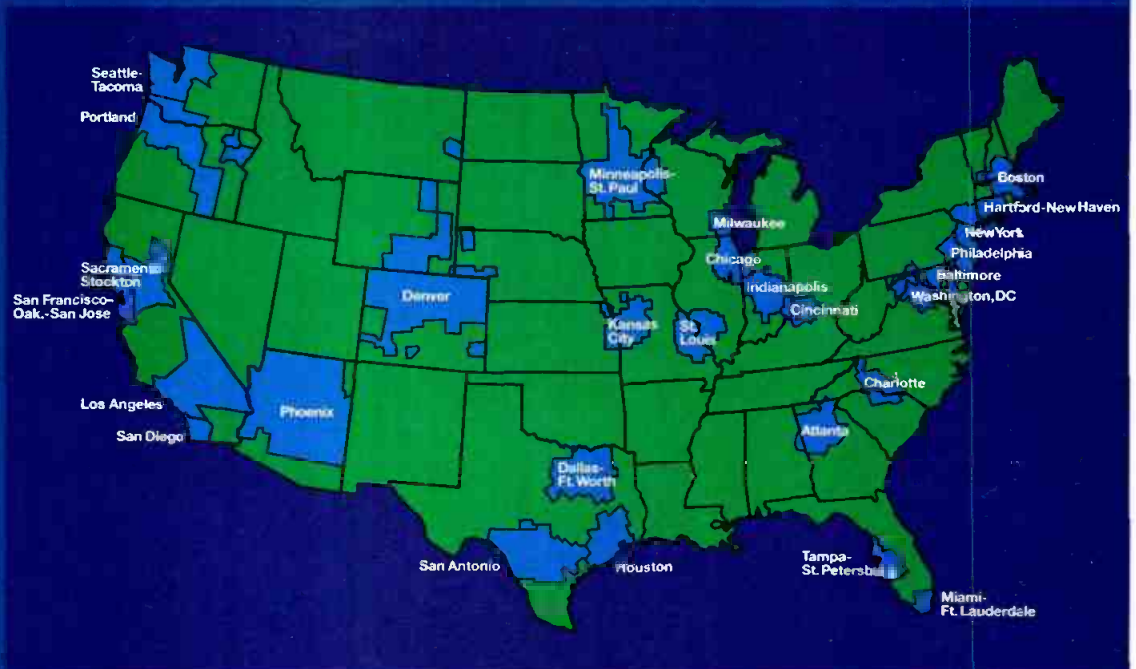 Seattle-
Tacoma
Portland
Minneapolis-
St. Paul
Boston
Hartford-New Haven
Milwaukee
New York
Philadelphia
Chicago
Baltimore
Sacramento
Stockton
Indianapolis
Washington, DC
Denver
San Francisco-
Oak.-San Jose
Cincinnati
Kansas
City
St.
Louis
Charlotte
Los Angeles
Phoenix
San Diego
Atlanta
Dallas-
Ft. Worth
Tampa-
St. Petersburg
San Antonio
Houston
Miami-
Ft. Lauderdale